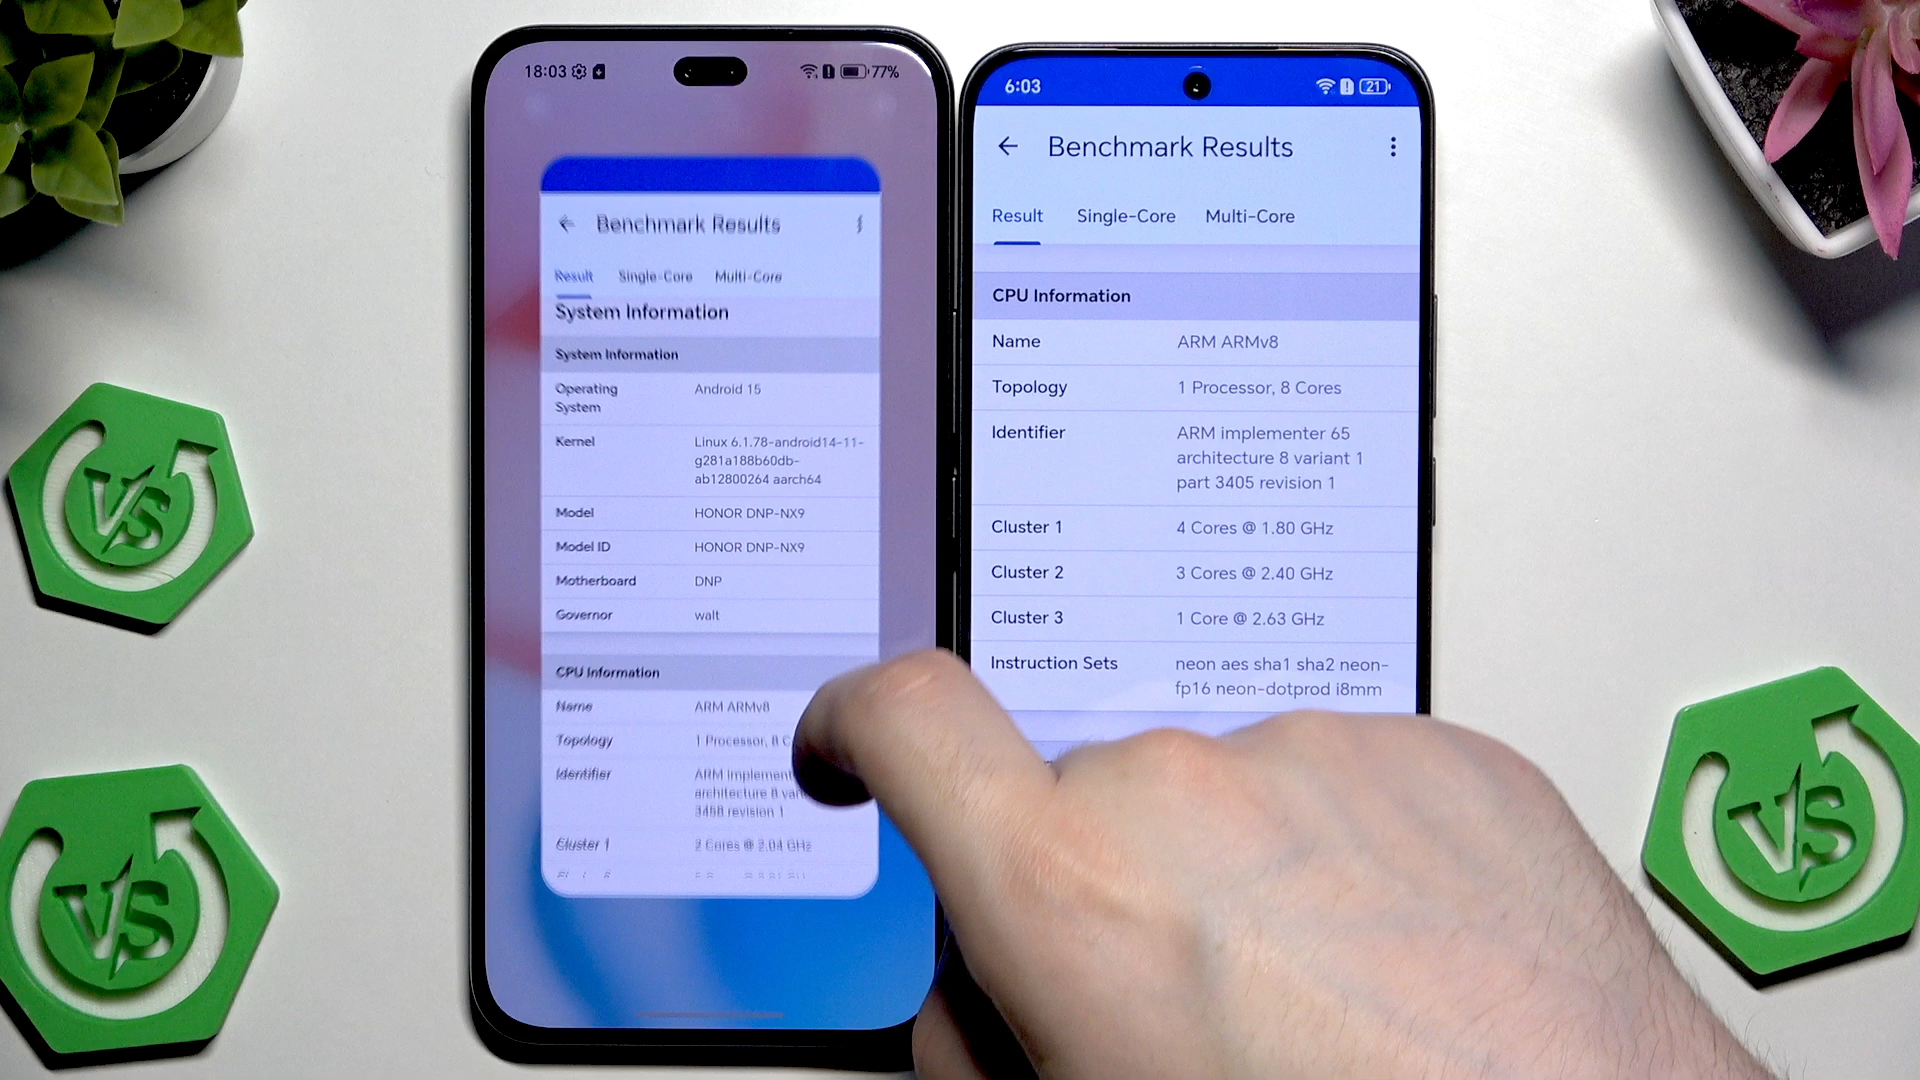 18:03
77%
Benchmark Results
Result Single-Core Multi-Core
System Information
System Information
Operating System Android 15
Kernel Linux 6.1.78-android14-11-
g281a188b60db-
ab12800264 aarch64
Model HONOR DNP-NX9
Model ID HONOR DNP-NX9
Motherboard DNP
Governor walt
CPU Information
Name ARM ARMv8
Topology 1 Processor, 8
Identifier ARM
architecture 8
revision 1
Cluster 1 2 Cores @ 2.04 GHz
6:03
21
Benchmark Results
Result Single-Core Multi-Core
CPU Information
Name ARM ARMv8
Topology 1 Processor, 8 Cores
Identifier ARM implementer 65
architecture 8 variant 1
part 3405 revision 1
Cluster 1 4 Cores @ 1.80 GHz
Cluster 2 3 Cores @ 2.40 GHz
Cluster 3 1 Core @ 2.63 GHz
Instruction Sets neon aes sha1 sha2 neon-
fp16 neon-dotprod i8mm
VS
VS
VS